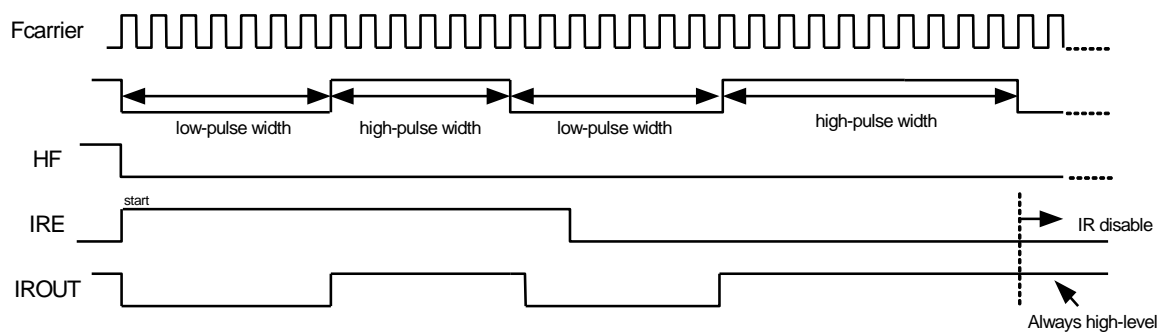 Fcarrier
low-pulse width
high-pulse width
low-pulse width
high-pulse width
HF
start
IRE
IR disable
IROUT
Always high-level